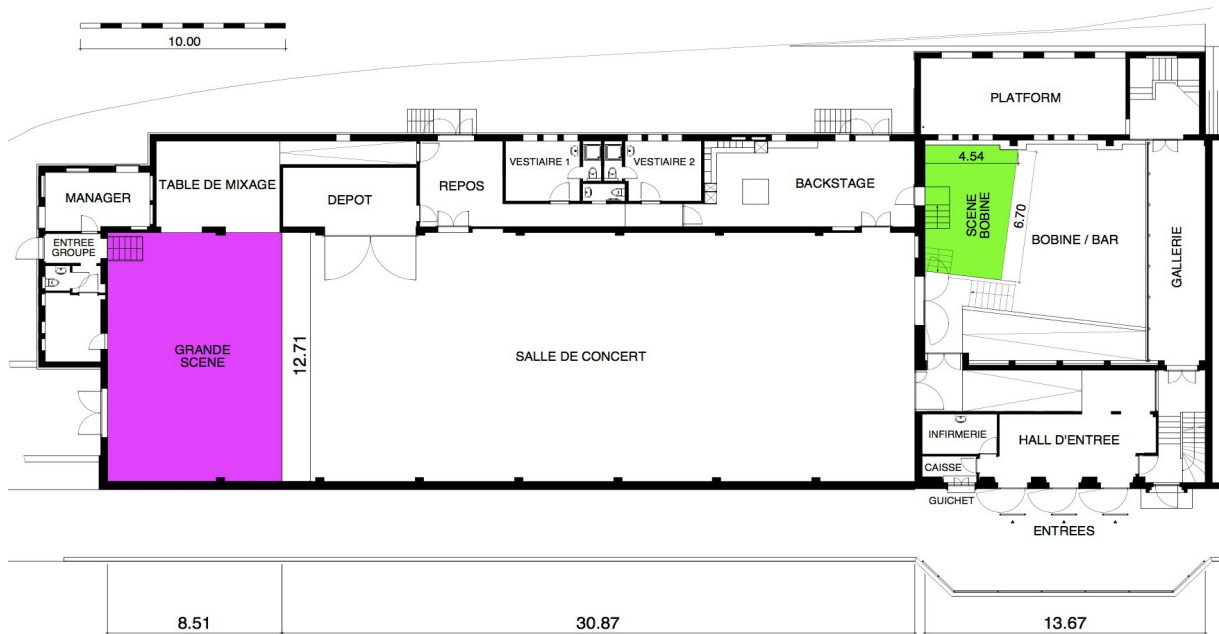 10.00
PLATFORM
VESTIAIRE 1
VESTIAIRE 2
4.54
TABLE DE MIXAGE
REPOS
BACKSTAGE
MANAGER
DEPOT
SCENE
BOBINE
6.70
ENTREE
GROUPE
BOBINE / BAR
GALLERIE
GRANDE
SCENE
12.71
SALLE DE CONCERT
INFIRMERIE
HALL D'ENTREE
CAISSE
GUICHET
ENTREES
8.51
30.87
13.67